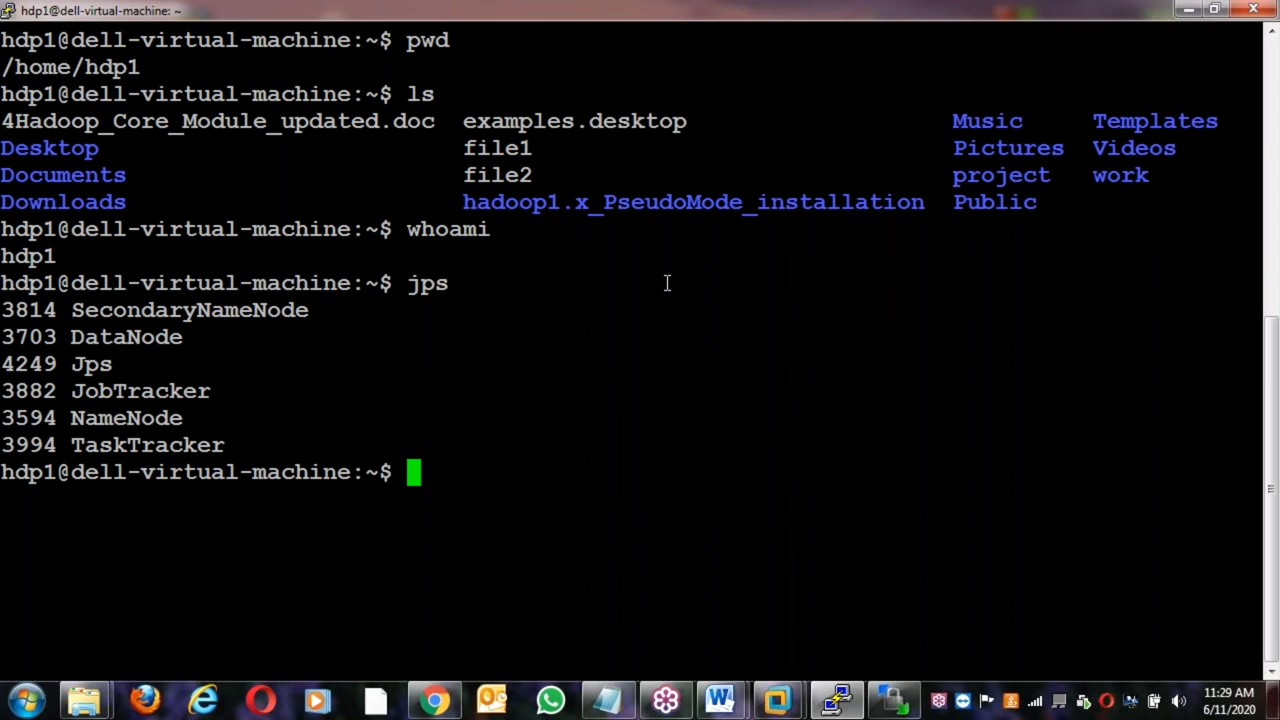 hdp1@dell-virtual-machine: ~
hdp1@dell-virtual-machine:~$ pwd
/home/hdp1
hdp1@dell-virtual-machine:~$ ls
4Hadoop_Core_Module_updated.doc examples.desktop Music Templates
Desktop file1 Pictures Videos
Documents file2 project work
Downloads hadoop1.x_PseudoMode_installation Public
hdp1@dell-virtual-machine:~$ whoami
hdp1
hdp1@dell-virtual-machine:~$ jps
3814 SecondaryNameNode
3703 DataNode
4249 Jps
3882 JobTracker
3594 NameNode
3994 TaskTracker
hdp1@dell-virtual-machine:~$
11:29 AM
6/11/2020